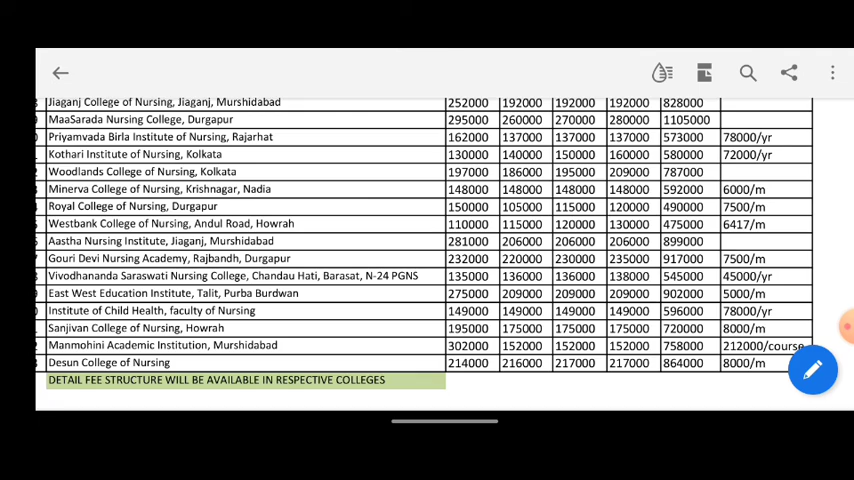 Jiaganj College of Nursing, Jiaganj, Murshidabad 252000 192000 192000 192000 828000
MaaSarada Nursing College, Durgapur 295000 260000 270000 280000 1105000
Priyamvada Birla Institute of Nursing, Rajarhat 162000 137000 137000 137000 573000 78000/yr
Kothari Institute of Nursing, Kolkata 130000 140000 150000 160000 580000 72000/yr
Woodlands College of Nursing, Kolkata 197000 186000 195000 209000 787000
Minerva College of Nursing, Krishnagar, Nadia 148000 148000 148000 148000 592000 6000/m
Royal College of Nursing, Durgapur 150000 105000 115000 120000 490000 7500/m
Westbank College of Nursing, Andul Road, Howrah 110000 115000 120000 130000 475000 6417/m
Aastha Nursing Institute, Jiaganj, Murshidabad 281000 206000 206000 206000 899000
Gouri Devi Nursing Academy, Rajbandh, Durgapur 232000 220000 230000 235000 917000 7500/m
Vivodhananda Saraswati Nursing College, Chandau Hati, Barasat, N-24 PGNS 135000 136000 136000 138000 545000 45000/yr
East West Education Institute, Talit, Purba Burdwan 275000 209000 209000 209000 902000 5000/m
Institute of Child Health, faculty of Nursing 149000 149000 149000 149000 596000 78000/yr
Sanjivan College of Nursing, Howrah 195000 175000 175000 175000 720000 8000/m
Manmohini Academic Institution, Murshidabad 302000 152000 152000 152000 758000 212000/course
Desun College of Nursing 214000 216000 217000 217000 864000 8000/m
DETAIL FEE STRUCTURE WILL BE AVAILABLE IN RESPECTIVE COLLEGES